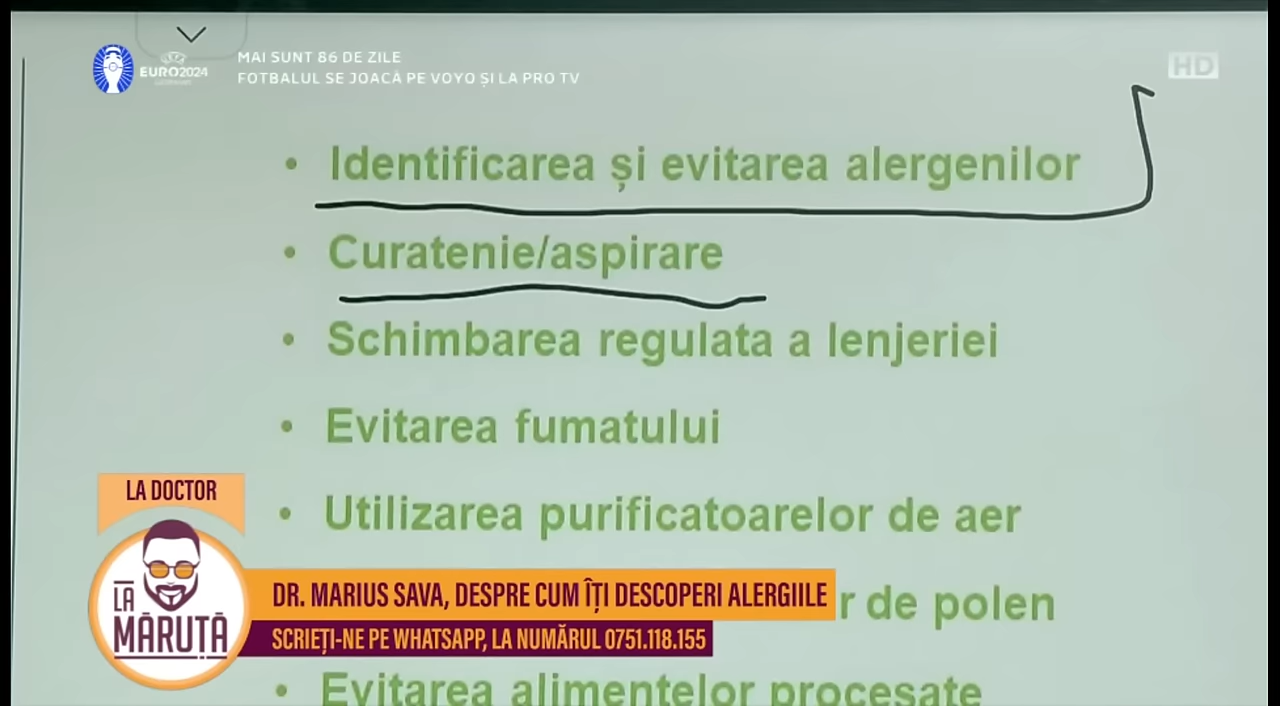 MAI SUNT 86 DE ZILE
EURO2024
FOTBALUL SE JOACĂ PE VOYO ȘI LA PRO TV
HD
• Identificarea și evitarea alergenilor
• Curatenie/aspirare
• Schimbarea regulata a lenjeriei
• Evitarea fumatului
• Utilizarea purificatoarelor de aer
r de polen
• Evitarea alimentelor procesate
LA DOCTOR
LA
MĂRUȚĂ
DR. MARIUS SAVA, DESPRE CUM ÎȚI DESCOPERI ALERGIILE
SCRIEȚI-NE PE WHATSAPP, LA NUMĂRUL 0751.118.155